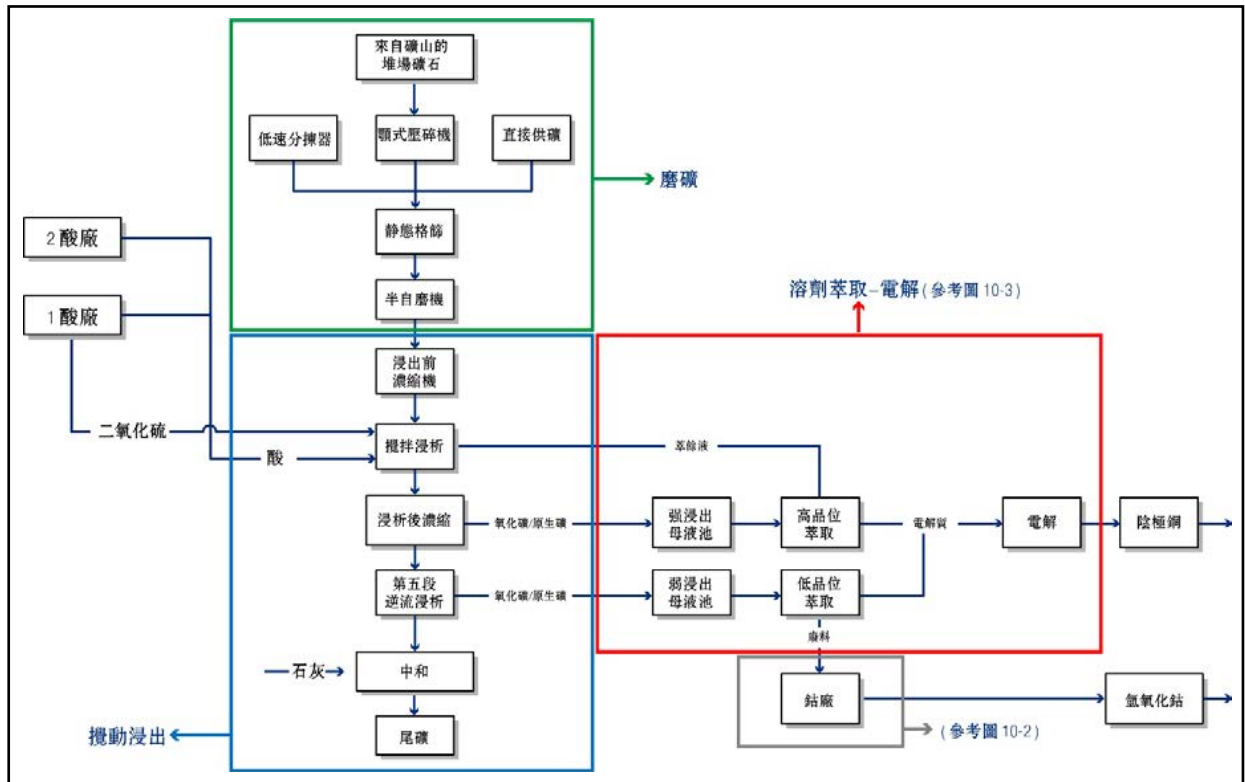 來自礦山的
堆場礦石
低速分揀器
顎式壓碎機
直接供礦
磨礦
2酸廠
靜態格篩
1酸廠
半自磨機
溶劑萃取–電解(參考圖 10-3)
浸出前
濃縮機
二氧化硫
攪拌浸析
酸
萃餘液
浸析後濃縮
氧化礦/原生礦
强浸出
母液池
高品位
萃取
電解質
電解
陰極銅
第五段
逆流浸析
氧化礦/原生礦
弱浸出
母液池
低品位
萃取
廢料
石灰
中和
鈷廠
氫氧化鈷
攪動浸出
尾礦
(參考圖 10-2)